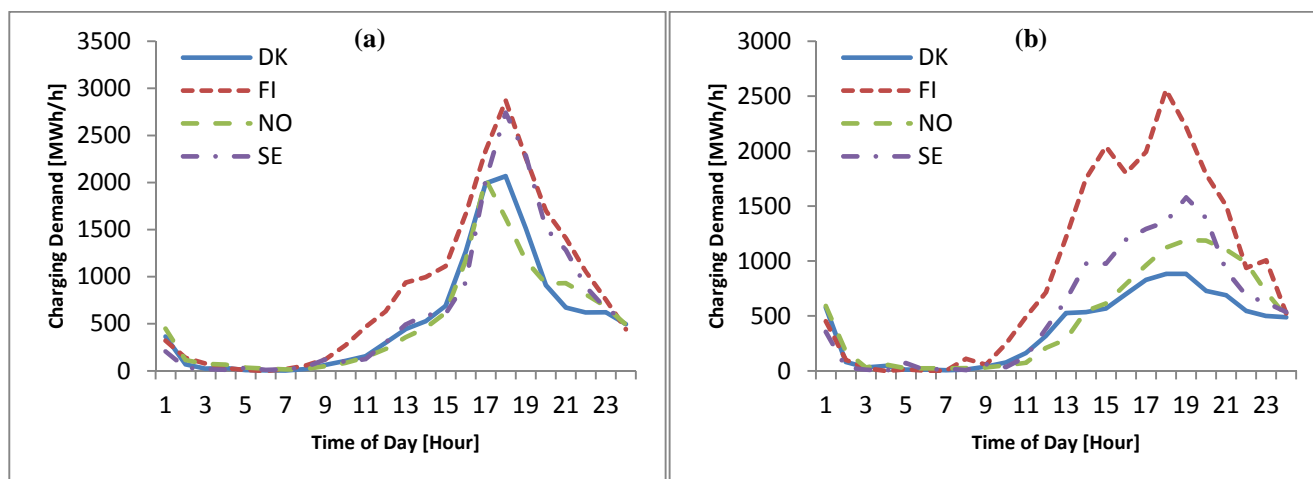 (a)
DK
FI
NO
SE
3500
3000
2500
2000
1500
1000
500
0
Charging Demand [MWh/h]
1 3 5 7 9 11 13 15 17 19 21 23
Time of Day [Hour]
(b)
DK
FI
NO
SE
3000
2500
2000
1500
1000
500
0
Charging Demand [MWh/h]
1 3 5 7 9 11 13 15 17 19 21 23
Time of Day [Hour]